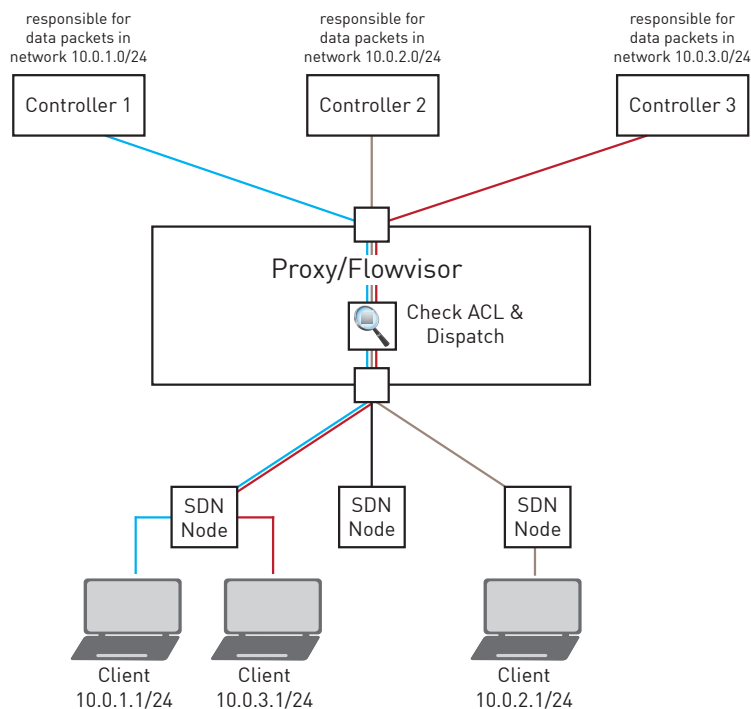 responsible for
data packets in
network 10.0.1.0/24
responsible for
data packets in
network 10.0.2.0/24
responsible for
data packets in
network 10.0.3.0/24
Controller 1
Controller 2
Controller 3
Proxy/Flowvisor
Check ACL &
Dispatch
SDN
Node
SDN
Node
SDN
Node
Client
10.0.1.1/24
Client
10.0.3.1/24
Client
10.0.2.1/24